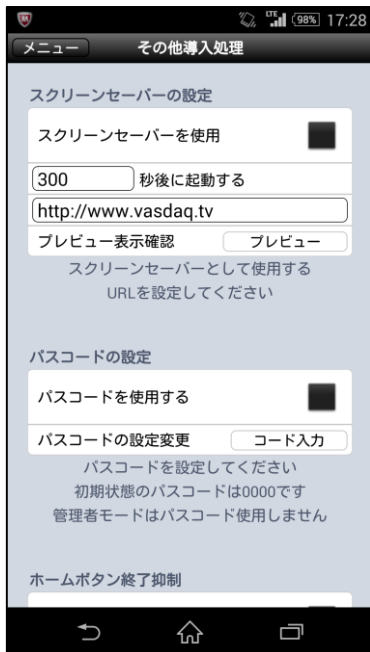 LTE 98% 17:28
メニュー その他導入処理
スクリーンセーバーの設定
スクリーンセーバーを使用
300 秒後に起動する
http://www.vasdaq.tv
プレビュー表示確認 プレビュー
スクリーンセーバーとして使用する
URLを設定してください
パスコードの設定
パスコードを使用する
パスコードの設定変更 コード入力
パスコードを設定してください
初期状態のパスコードは0000です
管理者モードはパスコード使用しません
ホームボタン終了抑制